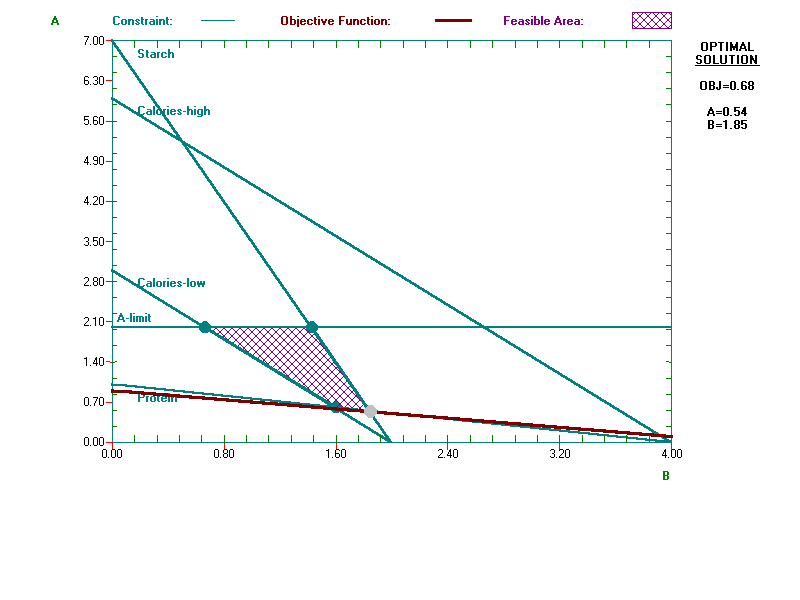 A
Constraint:
Objective Function:
Feasible Area:
OPTIMAL
SOLUTION
OBJ=0.68
A=0.54
B=1.85
7.00
6.30
5.60
4.90
4.20
3.50
2.80
2.10
1.40
0.70
0.00
Starch
Calories-high
Calories-low
A-limit
Protein
0.00
0.80
1.60
2.40
3.20
4.00
B